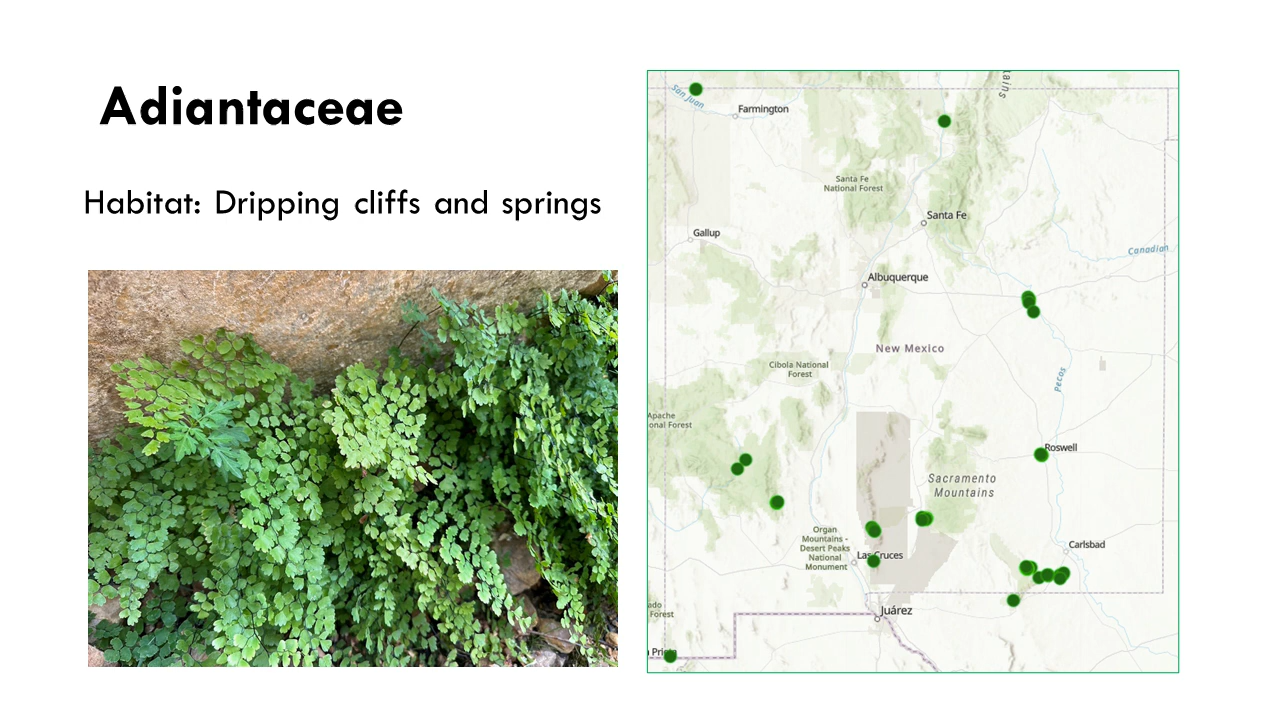 Adiantaceae
Habitat: Dripping cliffs and springs
tains
San Juan
Farmington
Santa Fe
National Forest
Santa Fe
Gallup
Canadian
Albuquerque
New Mexico
Cibola National
Forest
Pecos
Apache
onal Forest
Roswell
Sacramento
Mountains
Organ
Mountains -
Desert Peaks
National
Monument
Las Cruces
Carlsbad
ado
Forest
Juárez